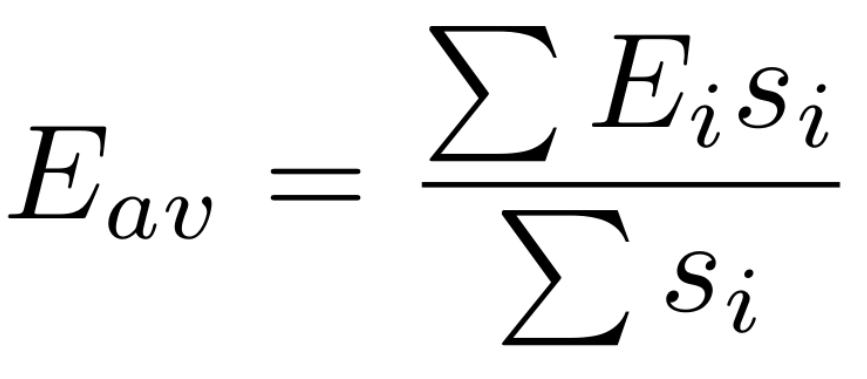 E_{av} = \frac{\sum E_i s_i}{\sum s_i}